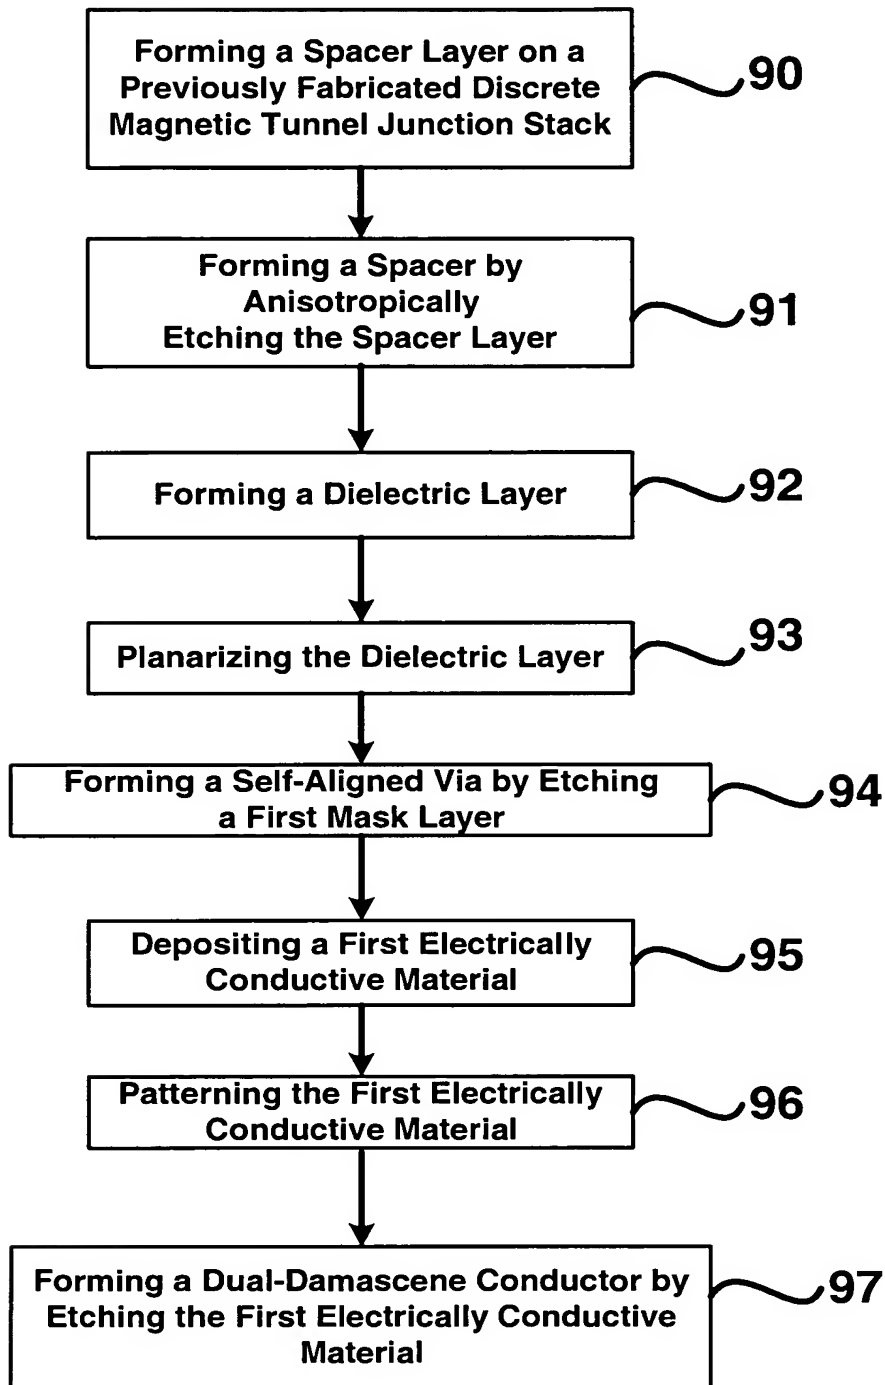 Forming a Spacer Layer on a
Previously Fabricated Discrete
Magnetic Tunnel Junction Stack
90
Forming a Spacer by
Anisotropically
Etching the Spacer Layer
91
Forming a Dielectric Layer
92
Planarizing the Dielectric Layer
93
Forming a Self-Aligned Via by Etching
a First Mask Layer
94
Depositing a First Electrically
Conductive Material
95
Patterning the First Electrically
Conductive Material
96
Forming a Dual-Damascene Conductor by
Etching the First Electrically Conductive
Material
97